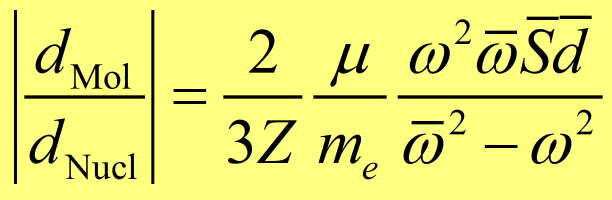 |d_Mol / d_Nucl| = 2/(3Z) μ/m_e (ω² ω̅ S̅ d̅)/(ω̅² − ω²)